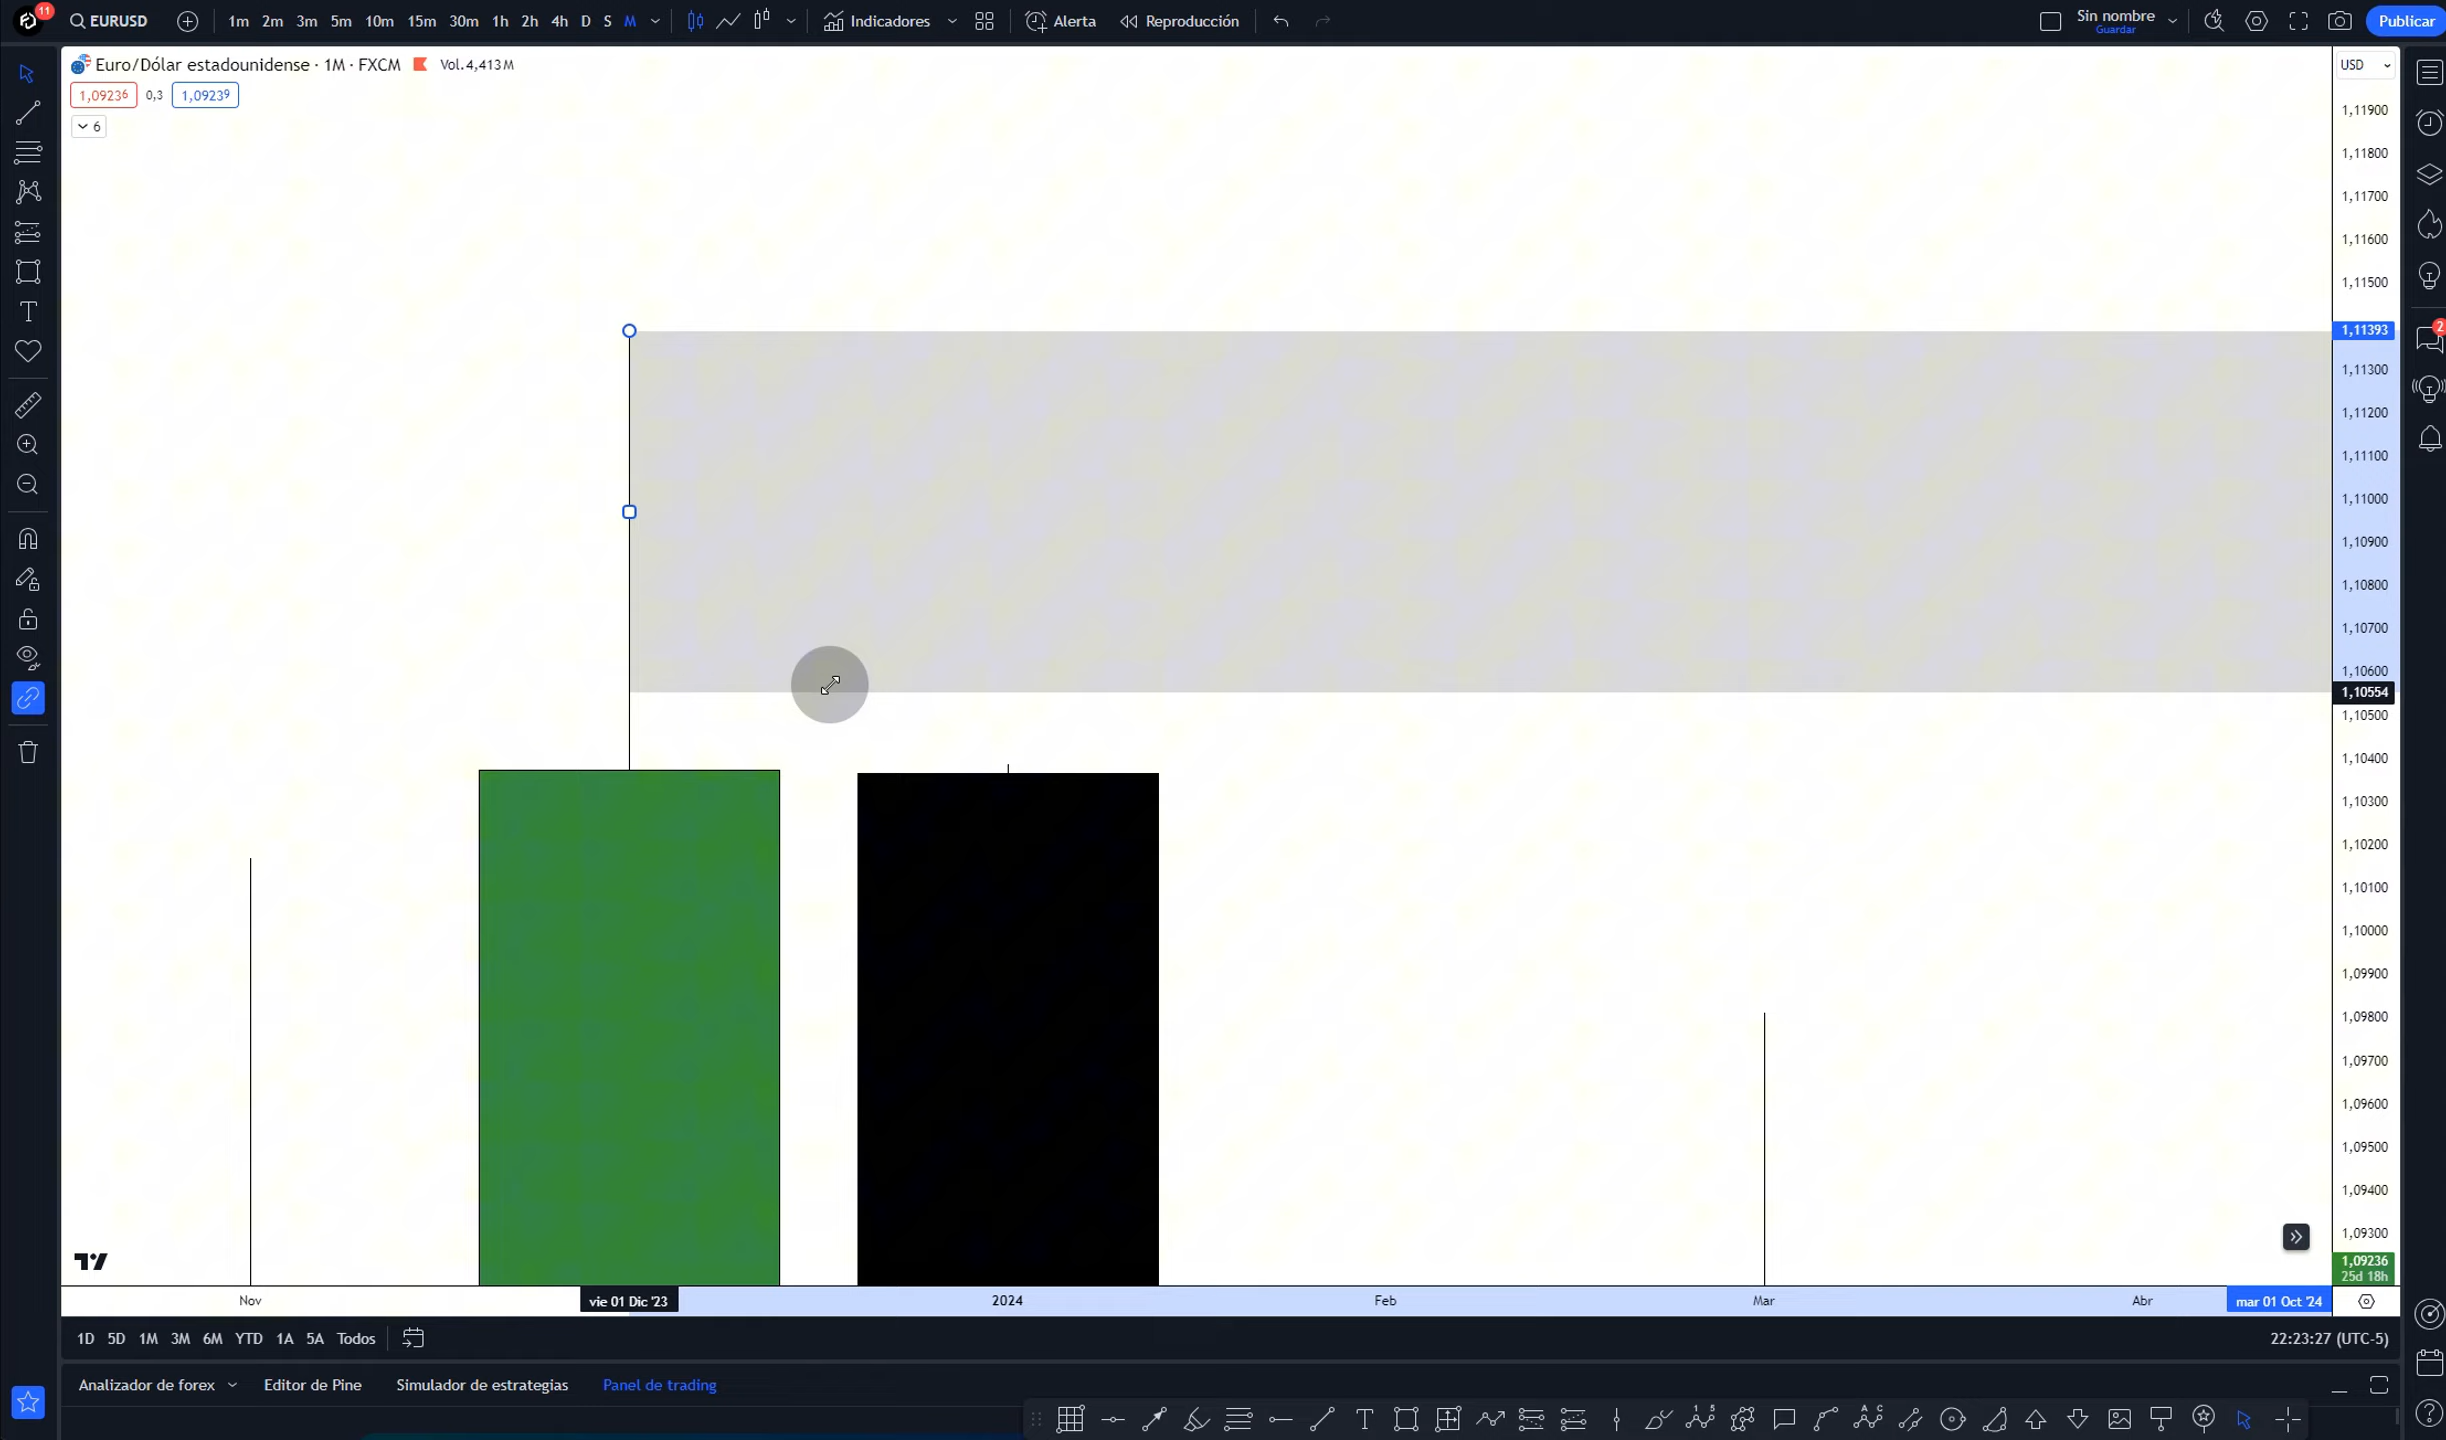 11
EURUSD
1m 2m 3m 5m 10m 15m 30m 1h 2h 4h D S M
Indicadores
Alerta
Reproducción
Sin nombre
Guardar
Publicar
Euro/Dólar estadounidense · 1M · FXCM Vol.4,413 M
1,09236 0,3 1,09239
6
USD
1,11900
1,11800
1,11700
1,11600
1,11500
1,11393
1,11300
1,11200
1,11100
1,11000
1,10900
1,10800
1,10700
1,10600
1,10554
1,10500
1,10400
1,10300
1,10200
1,10100
1,10000
1,09900
1,09800
1,09700
1,09600
1,09500
1,09400
1,09300
1,09236
25d 18h
2
Nov vie 01 Dic '23 2024 Feb Mar Abr mar 01 Oct '24
1D 5D 1M 3M 6M YTD 1A 5A Todos
22:23:27 (UTC-5)
Analizador de forex Editor de Pine Simulador de estrategias Panel de trading